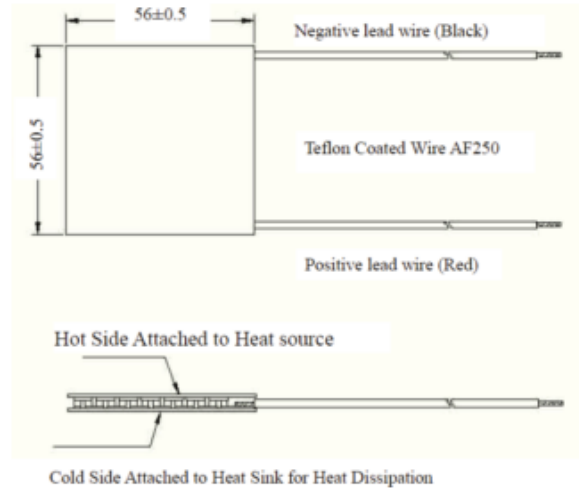 56±0.5
Negative lead wire (Black)
56±0.5
Teflon Coated Wire AF250
Positive lead wire (Red)
Hot Side Attached to Heat source
Cold Side Attached to Heat Sink for Heat Dissipation